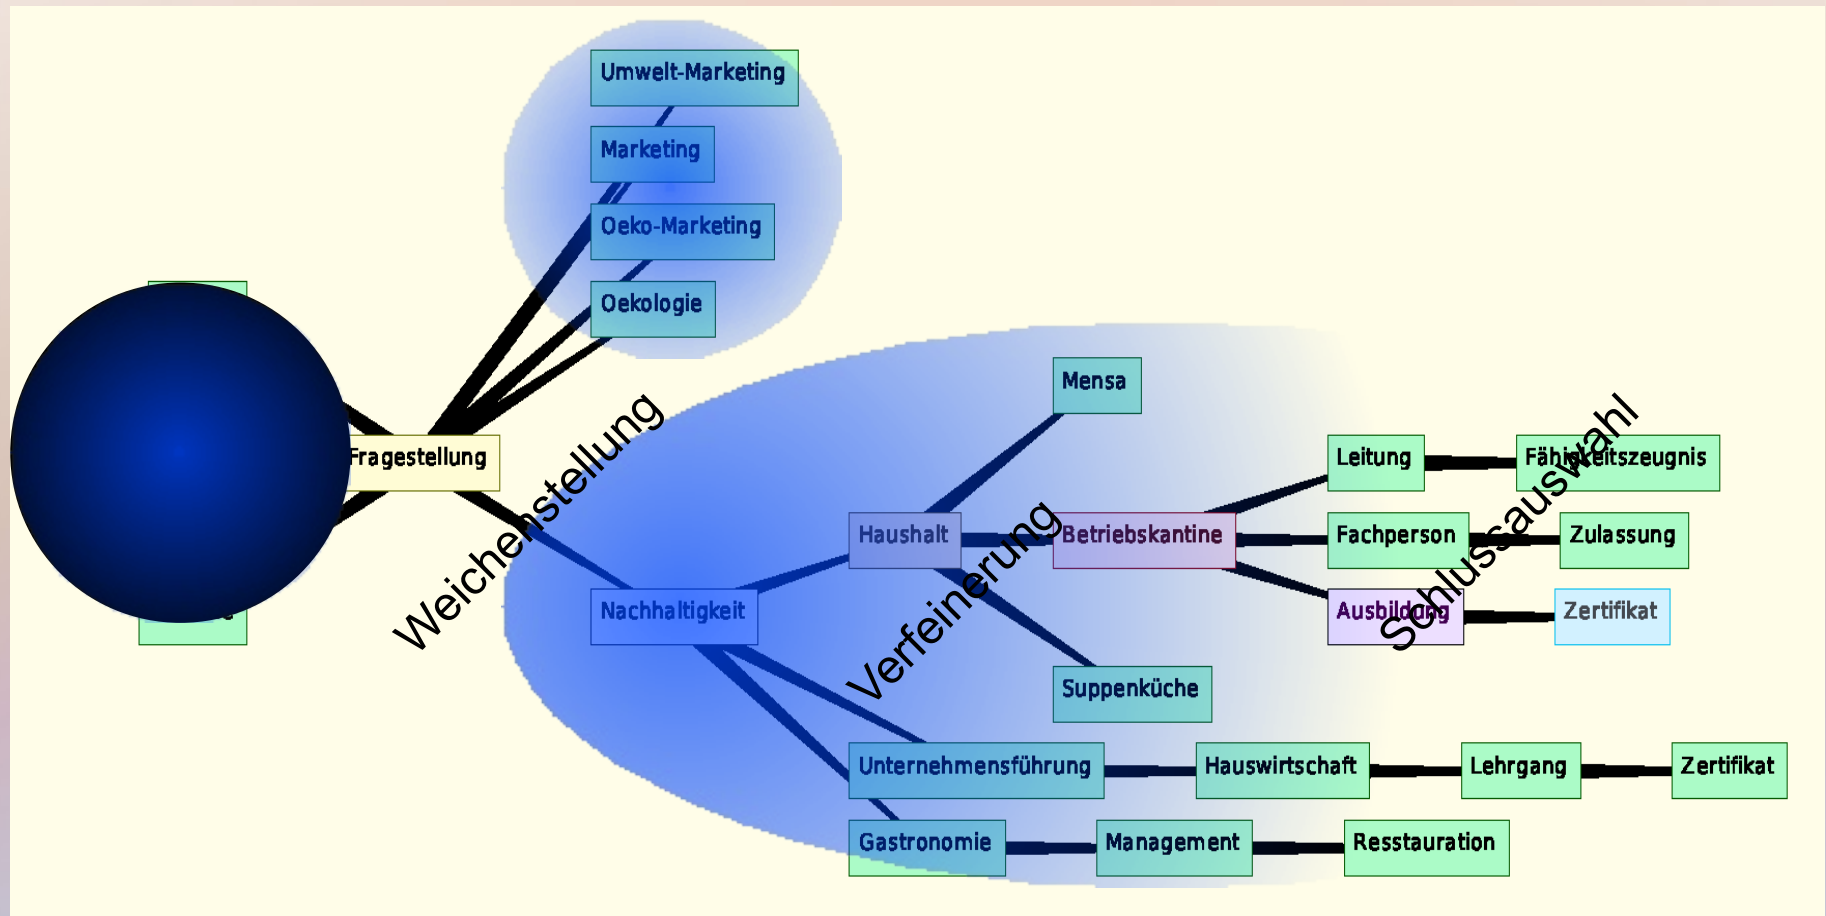 Umwelt-Marketing
Marketing
Oeko-Marketing
Oekologie
Fragestellung
Weichenstellung
Nachhaltigkeit
Mensa
Haushalt
Betriebskantine
Verfeinerung
Suppenküche
Leitung
Fähigkeitszeugnis
Fachperson
Zulassung
Ausbildung
Zertifikat
Schlussauswahl
Unternehmensführung
Hauswirtschaft
Lehrgang
Zertifikat
Gastronomie
Management
Resstauration